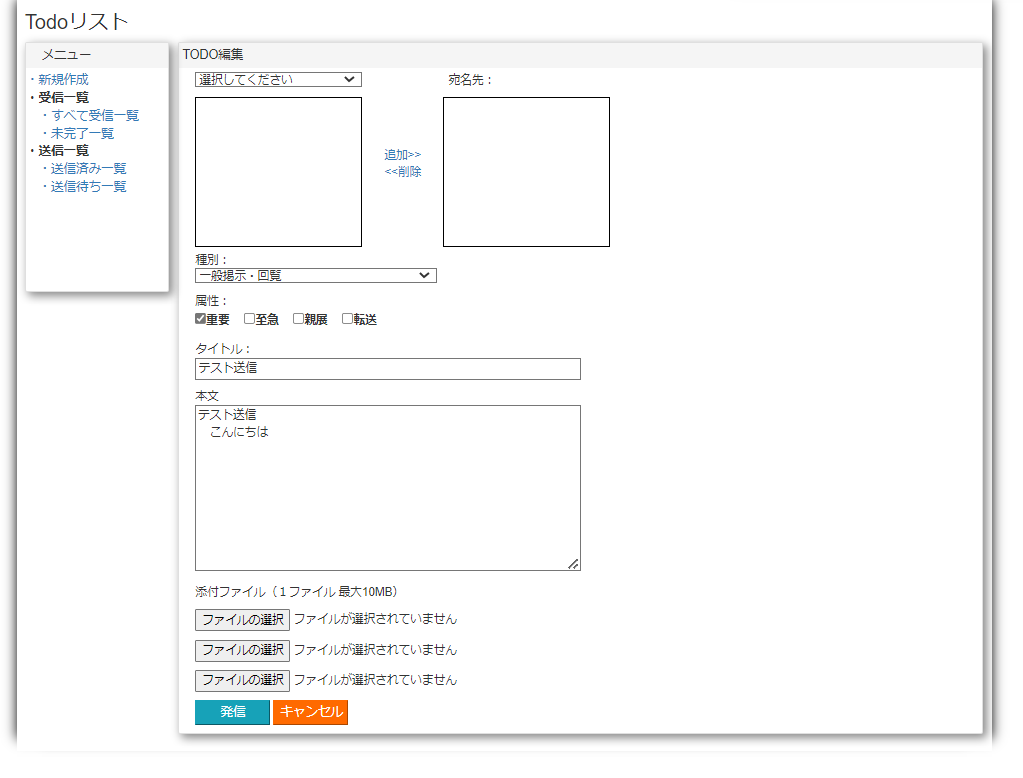 Todoリスト
メニュー
・新規作成
・受信一覧
・すべて受信一覧
・未完了一覧
・送信一覧
・送信済み一覧
・送信待ち一覧
TODO編集
選択してください
宛名先：
追加>>
<<削除
種別：
一般掲示・回覧
属性：
重要 至急 親展 転送
タイトル：
テスト送信
本文
テスト送信
　こんにちは
添付ファイル（１ファイル 最大10MB）
ファイルの選択 ファイルが選択されていません
ファイルの選択 ファイルが選択されていません
ファイルの選択 ファイルが選択されていません
発信 キャンセル